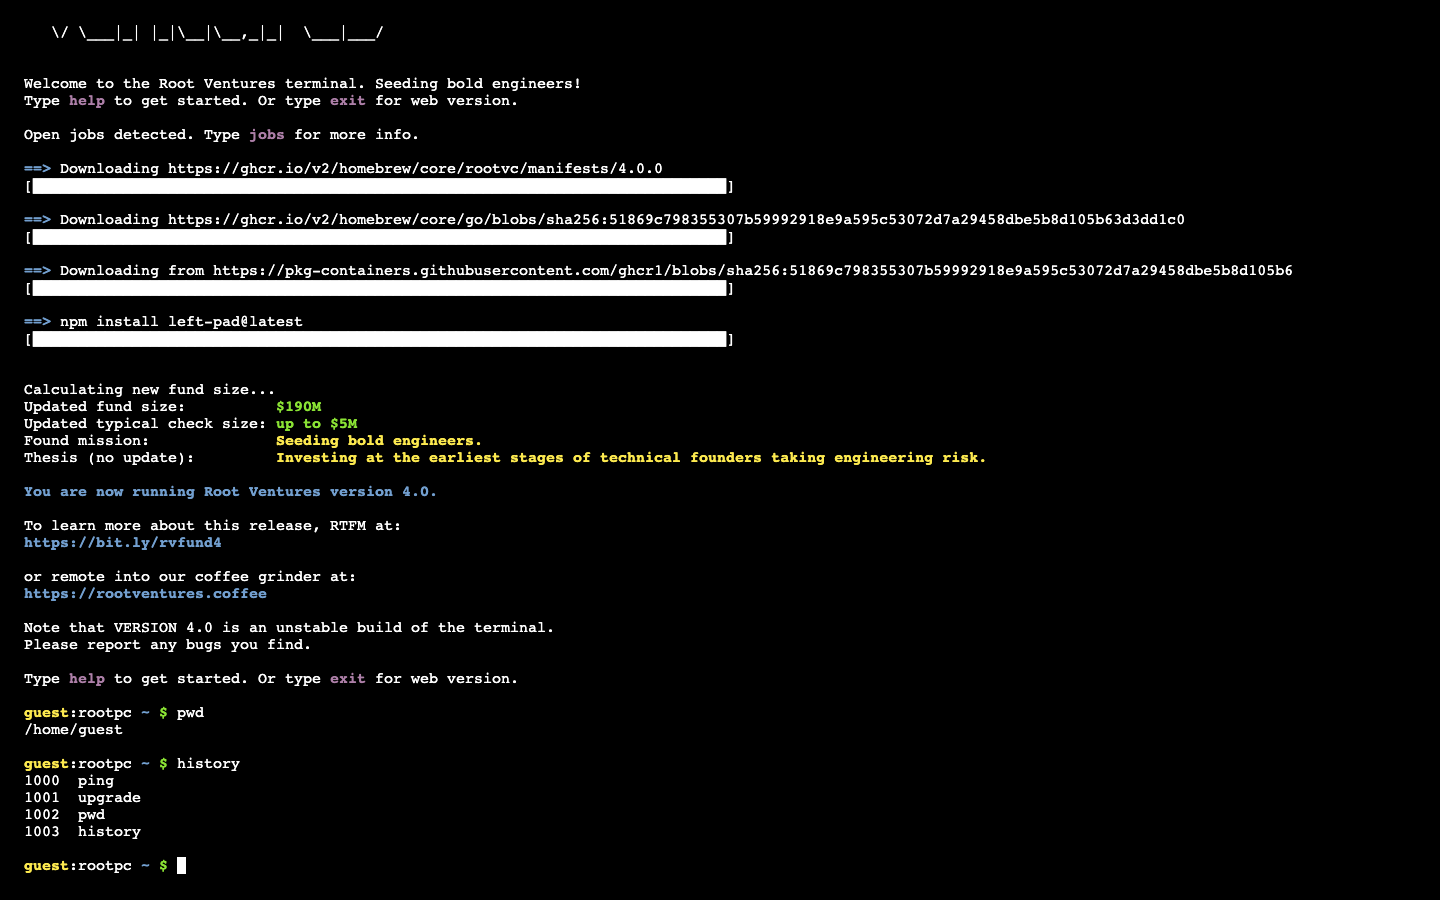 \/ \___|_| |_|\__|\__,_|_|  \___|___/
Welcome to the Root Ventures terminal. Seeding bold engineers!
Type help to get started. Or type exit for web version.
Open jobs detected. Type jobs for more info.
==> Downloading https://ghcr.io/v2/homebrew/core/rootvc/manifests/4.0.0
[██████████]
==> Downloading https://ghcr.io/v2/homebrew/core/go/blobs/sha256:51869c798355307b59992918e9a595c53072d7a29458dbe5b8d105b63d3dd1c0
[██████████]
==> Downloading from https://pkg-containers.githubusercontent.com/ghcr1/blobs/sha256:51869c798355307b59992918e9a595c53072d7a29458dbe5b8d105b6
[██████████]
==> npm install left-pad@latest
[██████████]
Calculating new fund size...
Updated fund size: $190M
Updated typical check size: up to $5M
Found mission: Seeding bold engineers.
Thesis (no update): Investing at the earliest stages of technical founders taking engineering risk.
You are now running Root Ventures version 4.0.
To learn more about this release, RTFM at:
https://bit.ly/rvfund4
or remote into our coffee grinder at:
https://rootventures.coffee
Note that VERSION 4.0 is an unstable build of the terminal.
Please report any bugs you find.
Type help to get started. Or type exit for web version.
guest:rootpc ~ $ pwd
/home/guest
guest:rootpc ~ $ history
1000  ping
1001  upgrade
1002  pwd
1003  history
guest:rootpc ~ $